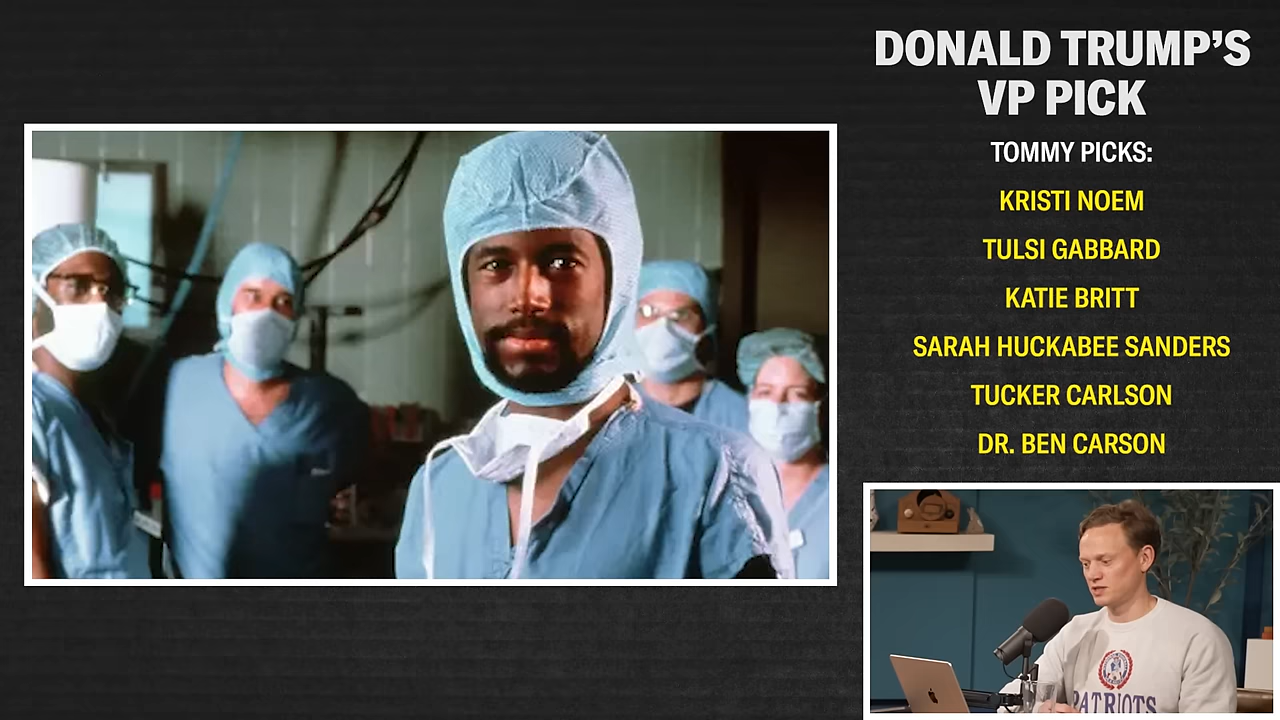 DONALD TRUMP'S
VP PICK
TOMMY PICKS:
KRISTI NOEM
TULSI GABBARD
KATIE BRITT
SARAH HUCKABEE SANDERS
TUCKER CARLSON
DR. BEN CARSON
PATRIOTS